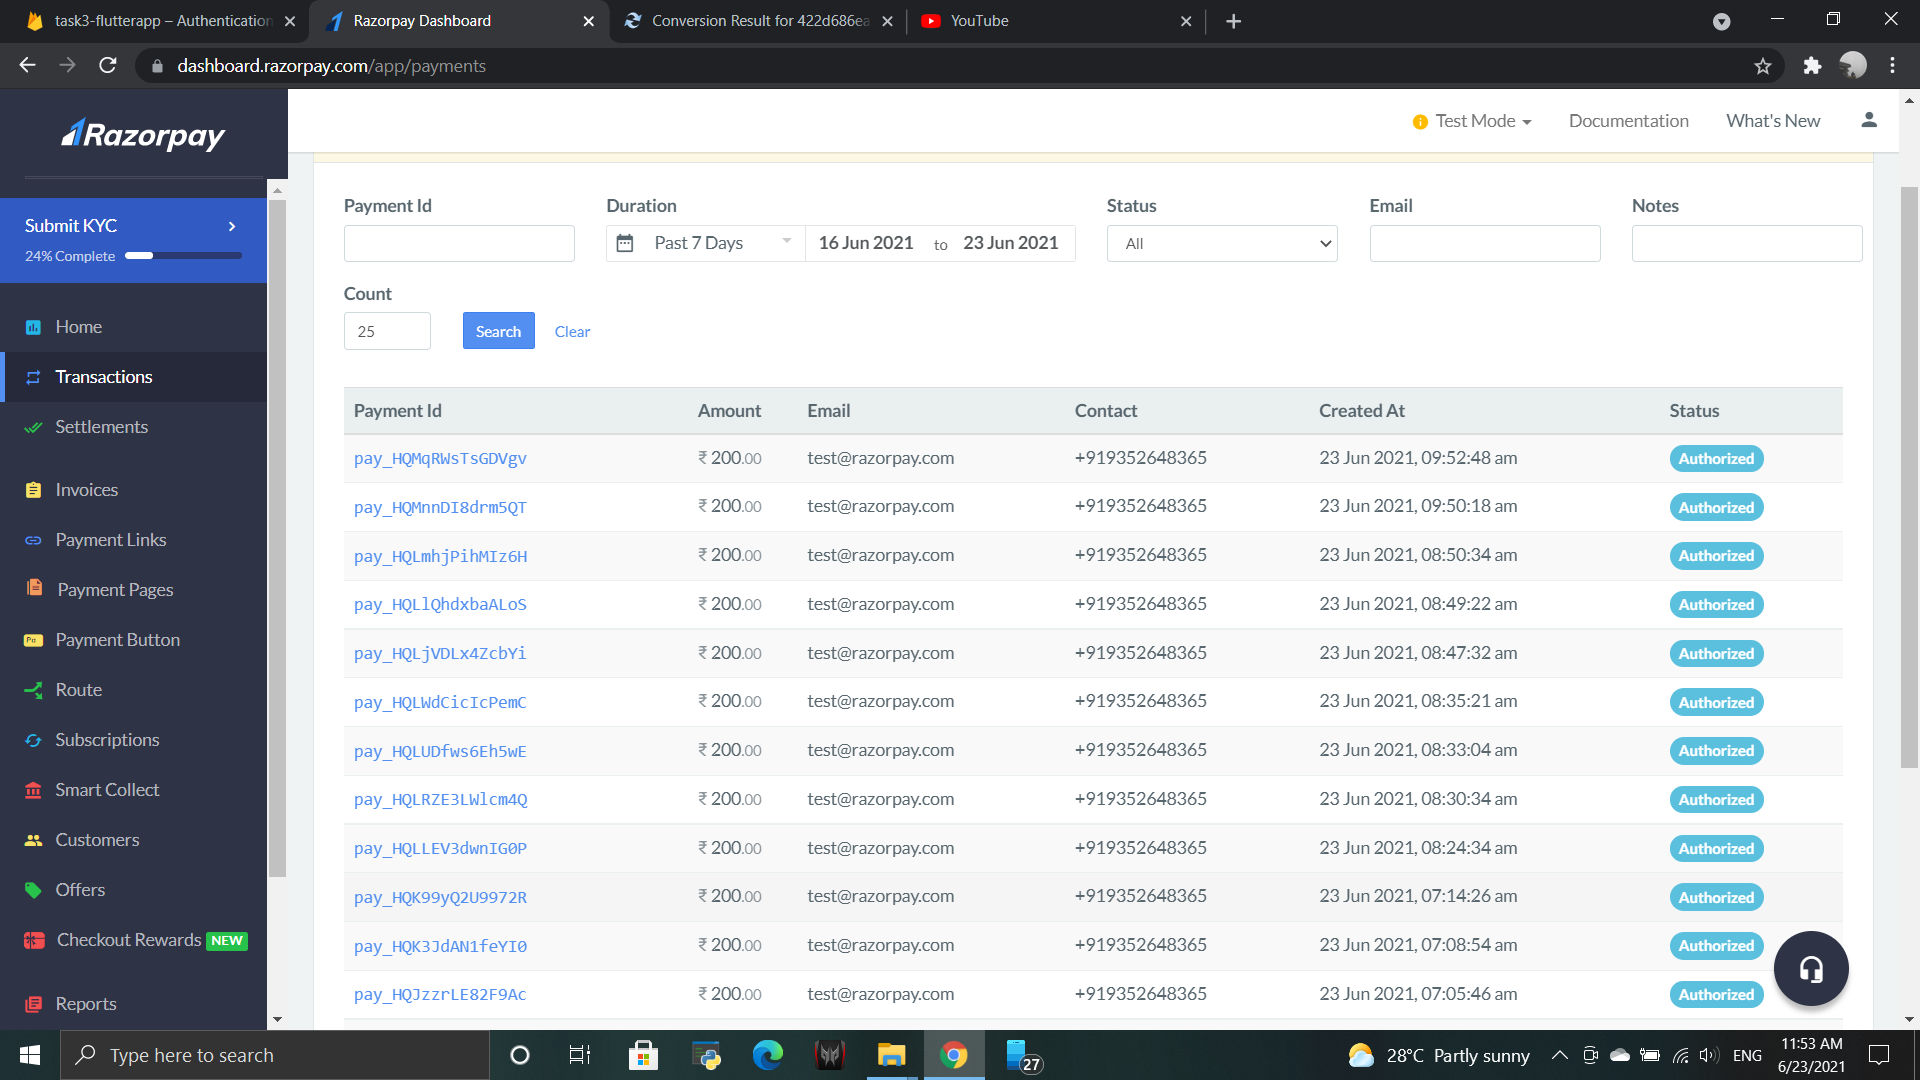 task3-flutterapp – Authentication
Razorpay Dashboard
Conversion Result for 422d686ea
YouTube
dashboard.razorpay.com/app/payments
Razorpay
Test Mode
Documentation
What's New
Submit KYC
24% Complete
Home
Transactions
Settlements
Invoices
Payment Links
Payment Pages
Payment Button
Route
Subscriptions
Smart Collect
Customers
Offers
Checkout Rewards NEW
Reports
Payment Id
Duration
Status
Email
Notes
Past 7 Days
16 Jun 2021 to 23 Jun 2021
All
Count
25
Search
Clear
Payment Id Amount Email Contact Created At Status
pay_HQMqRWsTsGDVgv ₹ 200.00 test@razorpay.com +919352648365 23 Jun 2021, 09:52:48 am Authorized
pay_HQMnnDI8drm5QT ₹ 200.00 test@razorpay.com +919352648365 23 Jun 2021, 09:50:18 am Authorized
pay_HQLmhjPihMIz6H ₹ 200.00 test@razorpay.com +919352648365 23 Jun 2021, 08:50:34 am Authorized
pay_HQLlQhdxbaALoS ₹ 200.00 test@razorpay.com +919352648365 23 Jun 2021, 08:49:22 am Authorized
pay_HQLjVDLx4ZcbYi ₹ 200.00 test@razorpay.com +919352648365 23 Jun 2021, 08:47:32 am Authorized
pay_HQLWdCicIcPemC ₹ 200.00 test@razorpay.com +919352648365 23 Jun 2021, 08:35:21 am Authorized
pay_HQLUDfws6Eh5wE ₹ 200.00 test@razorpay.com +919352648365 23 Jun 2021, 08:33:04 am Authorized
pay_HQLRZE3LWlcm4Q ₹ 200.00 test@razorpay.com +919352648365 23 Jun 2021, 08:30:34 am Authorized
pay_HQLLEV3dwnIG0P ₹ 200.00 test@razorpay.com +919352648365 23 Jun 2021, 08:24:34 am Authorized
pay_HQK99yQ2U9972R ₹ 200.00 test@razorpay.com +919352648365 23 Jun 2021, 07:14:26 am Authorized
pay_HQK3JdAN1feYI0 ₹ 200.00 test@razorpay.com +919352648365 23 Jun 2021, 07:08:54 am Authorized
pay_HQJzzrLE82F9Ac ₹ 200.00 test@razorpay.com +919352648365 23 Jun 2021, 07:05:46 am Authorized
Type here to search
27
28°C Partly sunny
ENG
11:53 AM
6/23/2021